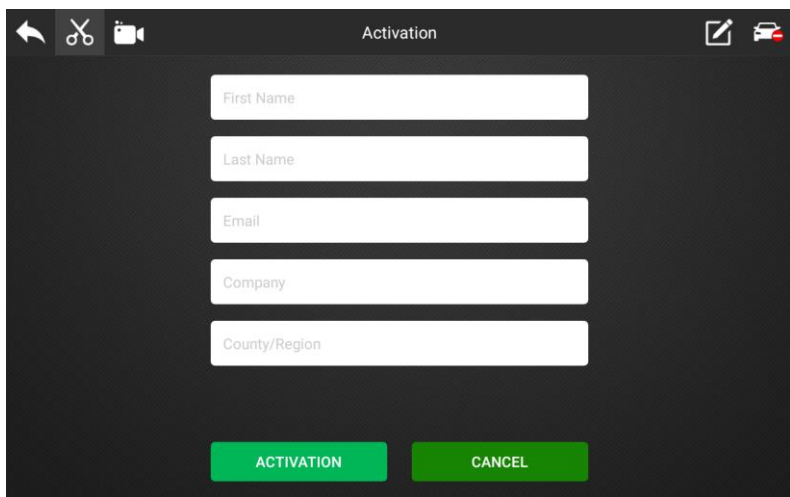 Activation
First Name
Last Name
Email
Company
County/Region
ACTIVATION CANCEL